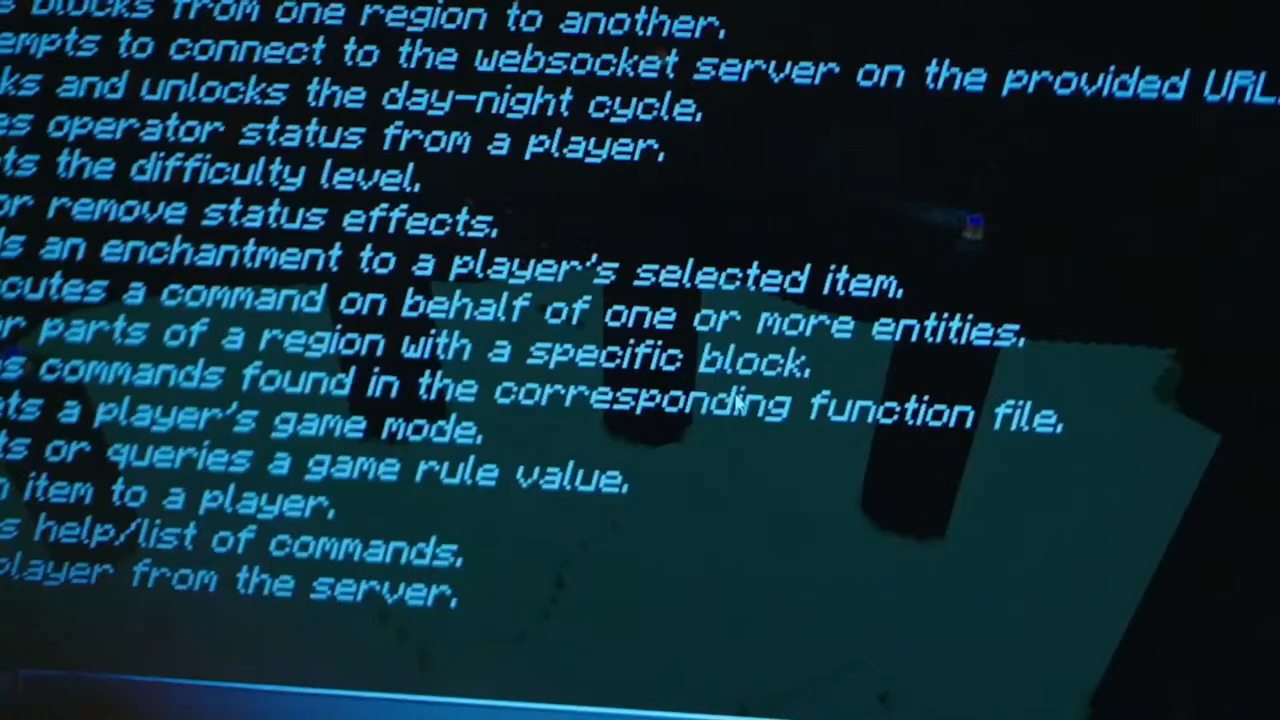 blocks from one region to another.
empts to connect to the websocket server on the provided URL.
ks and unlocks the day-night cycle.
es operator status from a player.
ts the difficulty level.
or remove status effects.
ds an enchantment to a player's selected item.
cutes a command on behalf of one or more entities.
or parts of a region with a specific block.
s commands found in the corresponding function file.
ets a player's game mode.
ts or queries a game rule value.
n item to a player.
s help/list of commands.
player from the server.